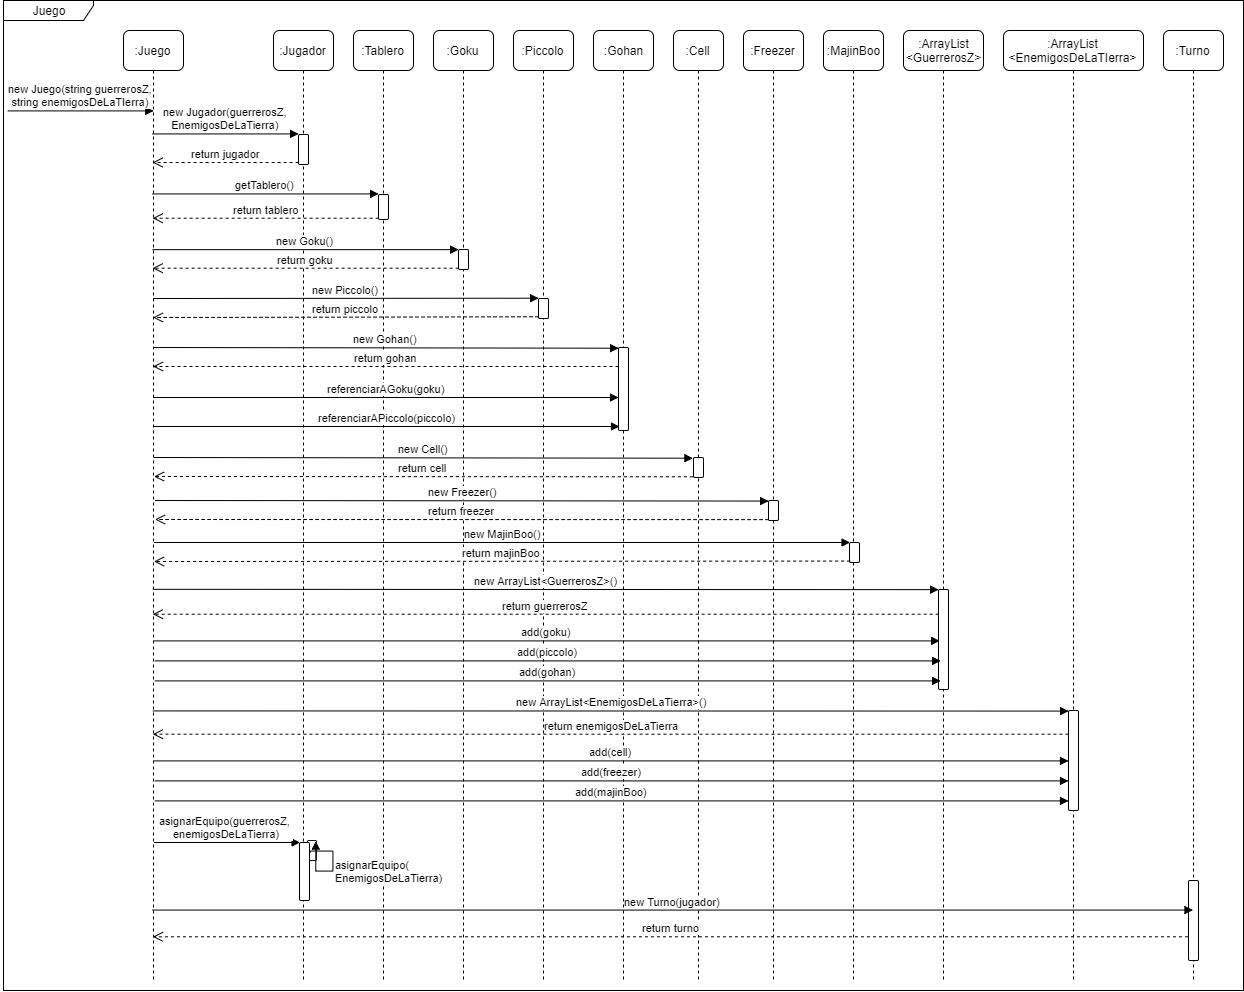 Juego
:Juego
:Jugador
:Tablero
:Goku
:Piccolo
:Gohan
:Cell
:Freezer
:MajinBoo
:ArrayList
<GuerrerosZ>
:ArrayList
<EnemigosDeLaTIerra>
:Turno
new Juego(string guerrerosZ,
string enemigosDeLaTIerra)
new Jugador(guerrerosZ,
EnemigosDeLaTierra)
return jugador
getTablero()
return tablero
new Goku()
return goku
new Piccolo()
return piccolo
new Gohan()
return gohan
referenciarAGoku(goku)
referenciarAPiccolo(piccolo)
new Cell()
return cell
new Freezer()
return freezer
new MajinBoo()
return majinBoo
new ArrayList<GuerrerosZ>()
return guerrerosZ
add(goku)
add(piccolo)
add(gohan)
new ArrayList<EnemigosDeLaTierra>()
return enemigosDeLaTierra
add(cell)
add(freezer)
add(majinBoo)
asignarEquipo(guerrerosZ,
enemigosDeLaTierra)
asignarEquipo(
EnemigosDeLaTierra)
new Turno(jugador)
return turno